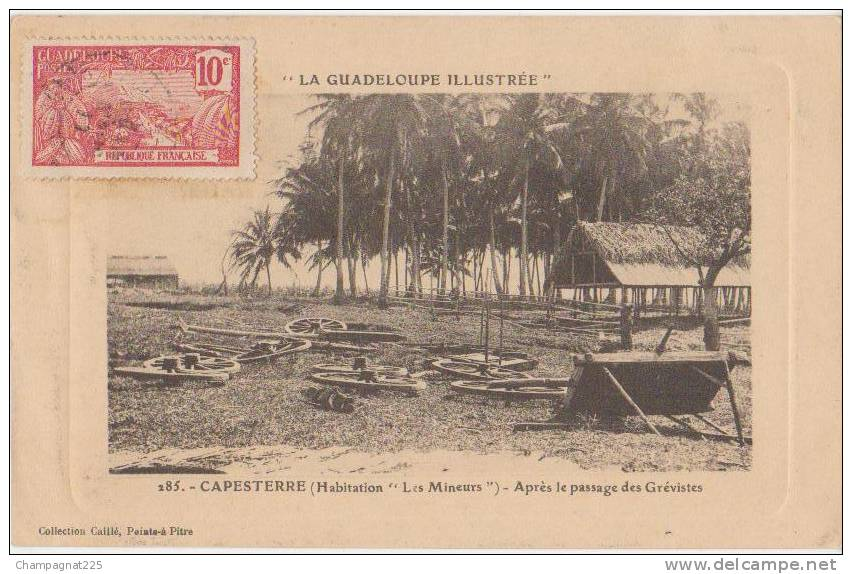 GUADELOUPE
POSTES
10c
RÉPUBLIQUE FRANÇAISE
“ LA GUADELOUPE ILLUSTRÉE ”
285. - CAPESTERRE (Habitation “ Les Mineurs ”) - Après le passage des Grévistes
Collection Caillé, Pointe-à Pitre
Champagnat225
delcampe.net